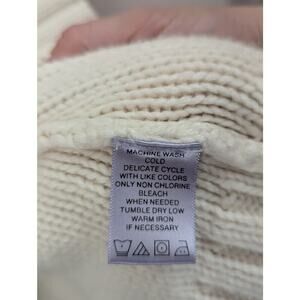 MACHINE WASH
COLD
DELICATE CYCLE
WITH LIKE COLORS
ONLY NON CHLORINE
BLEACH
WHEN NEEDED
TUMBLE DRY LOW
WARM IRON
IF NECESSARY